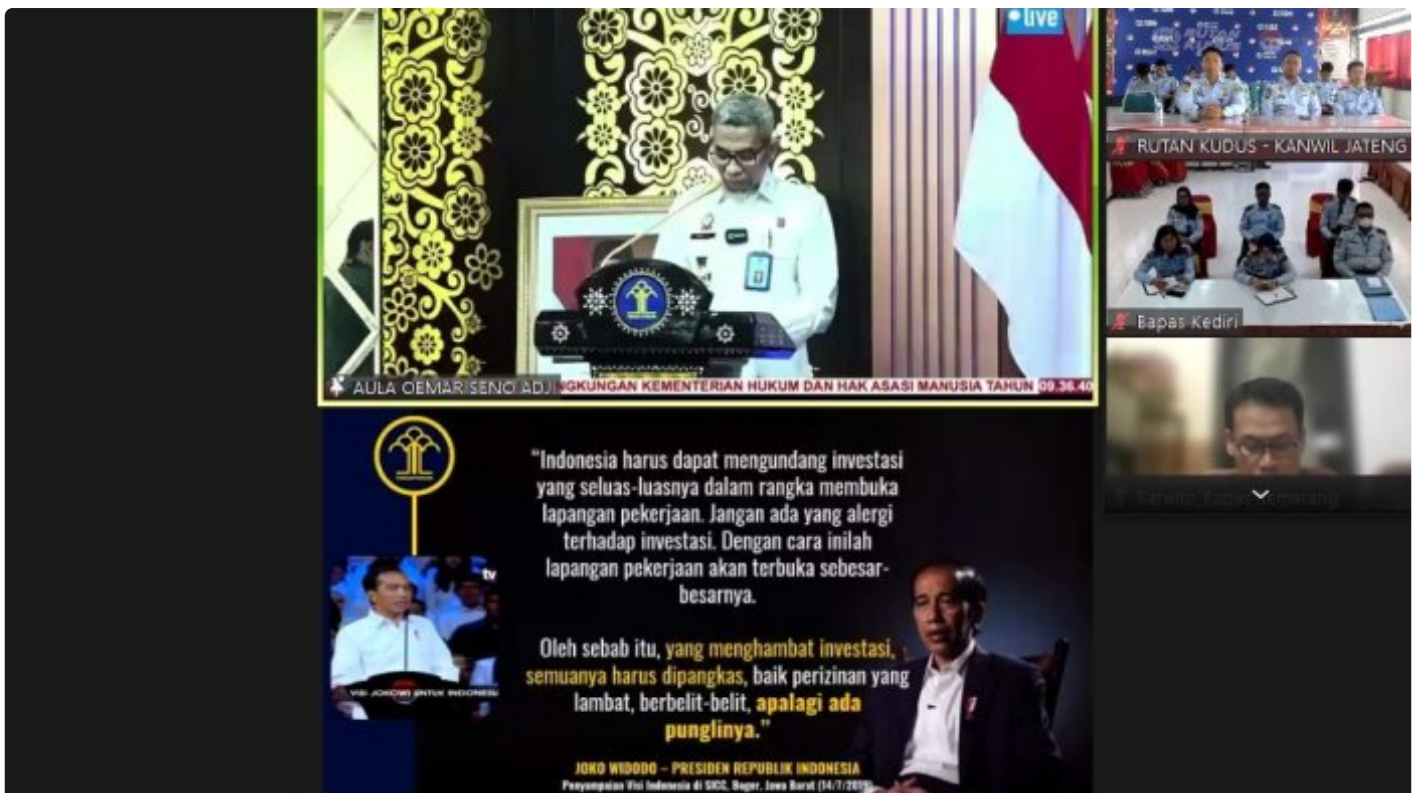 live
AULA OEMAR SENO ADJI
NGKUNGAN KEMENTERIAN HUKUM DAN HAK ASASI MANUSIA TAHUN 09.36.40
RUTAN KUDUS - KANWIL JATENG
Bapas Kediri
“Indonesia harus dapat mengundang investasi
yang seluas-luasnya dalam rangka membuka
lapangan pekerjaan. Jangan ada yang alergi
terhadap investasi. Dengan cara inilah
lapangan pekerjaan akan terbuka sebesar-
besarnya.
Oleh sebab itu, yang menghambat investasi,
semuanya harus dipangkas, baik perizinan yang
lambat, berbelit-belit, apalagi ada
punglinya.”
JOKO WIDODO – PRESIDEN REPUBLIK INDONESIA
Penyampaian Visi Indonesia di SICC, Bogor, Jawa Barat (14/7/2019)
tv
VISI JOKOWI UNTUK INDONESIA